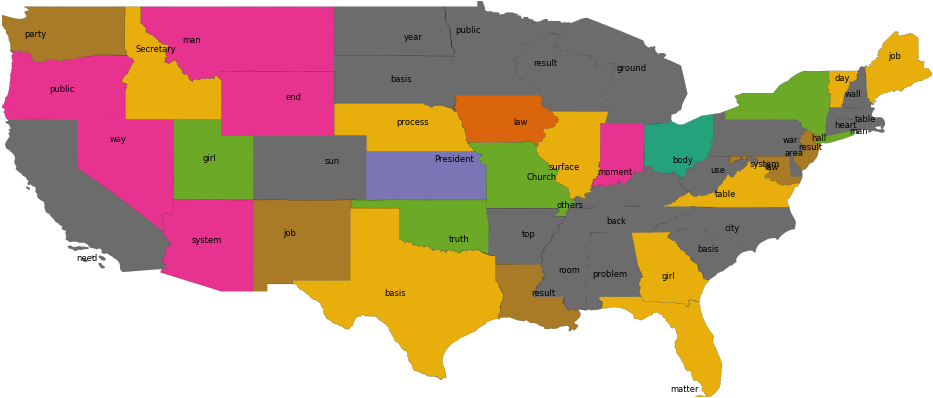 party
Secretary
man
year
public
public
way
end
basis
result
ground
job
day
wall
process
law
heart
table
man
girl
sun
President
surface
moment
body
war
hall
result
area
system
Church
others
use
table
system
job
truth
top
back
city
basis
need
basis
result
room
problem
girl
matter